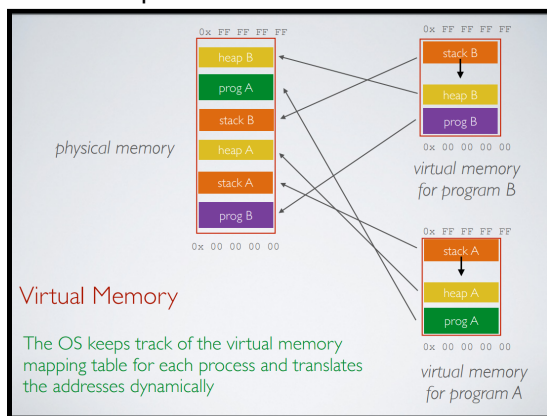 0x FF FF FF FF
heap B
prog A
stack B
heap A
stack A
prog B
0x 00 00 00 00
physical memory
0x FF FF FF FF
stack B
heap B
prog B
0x 00 00 00 00
virtual memory
for program B
0x FF FF FF FF
stack A
heap A
prog A
0x 00 00 00 00
virtual memory
for program A
Virtual Memory
The OS keeps track of the virtual memory
mapping table for each process and translates
the addresses dynamically